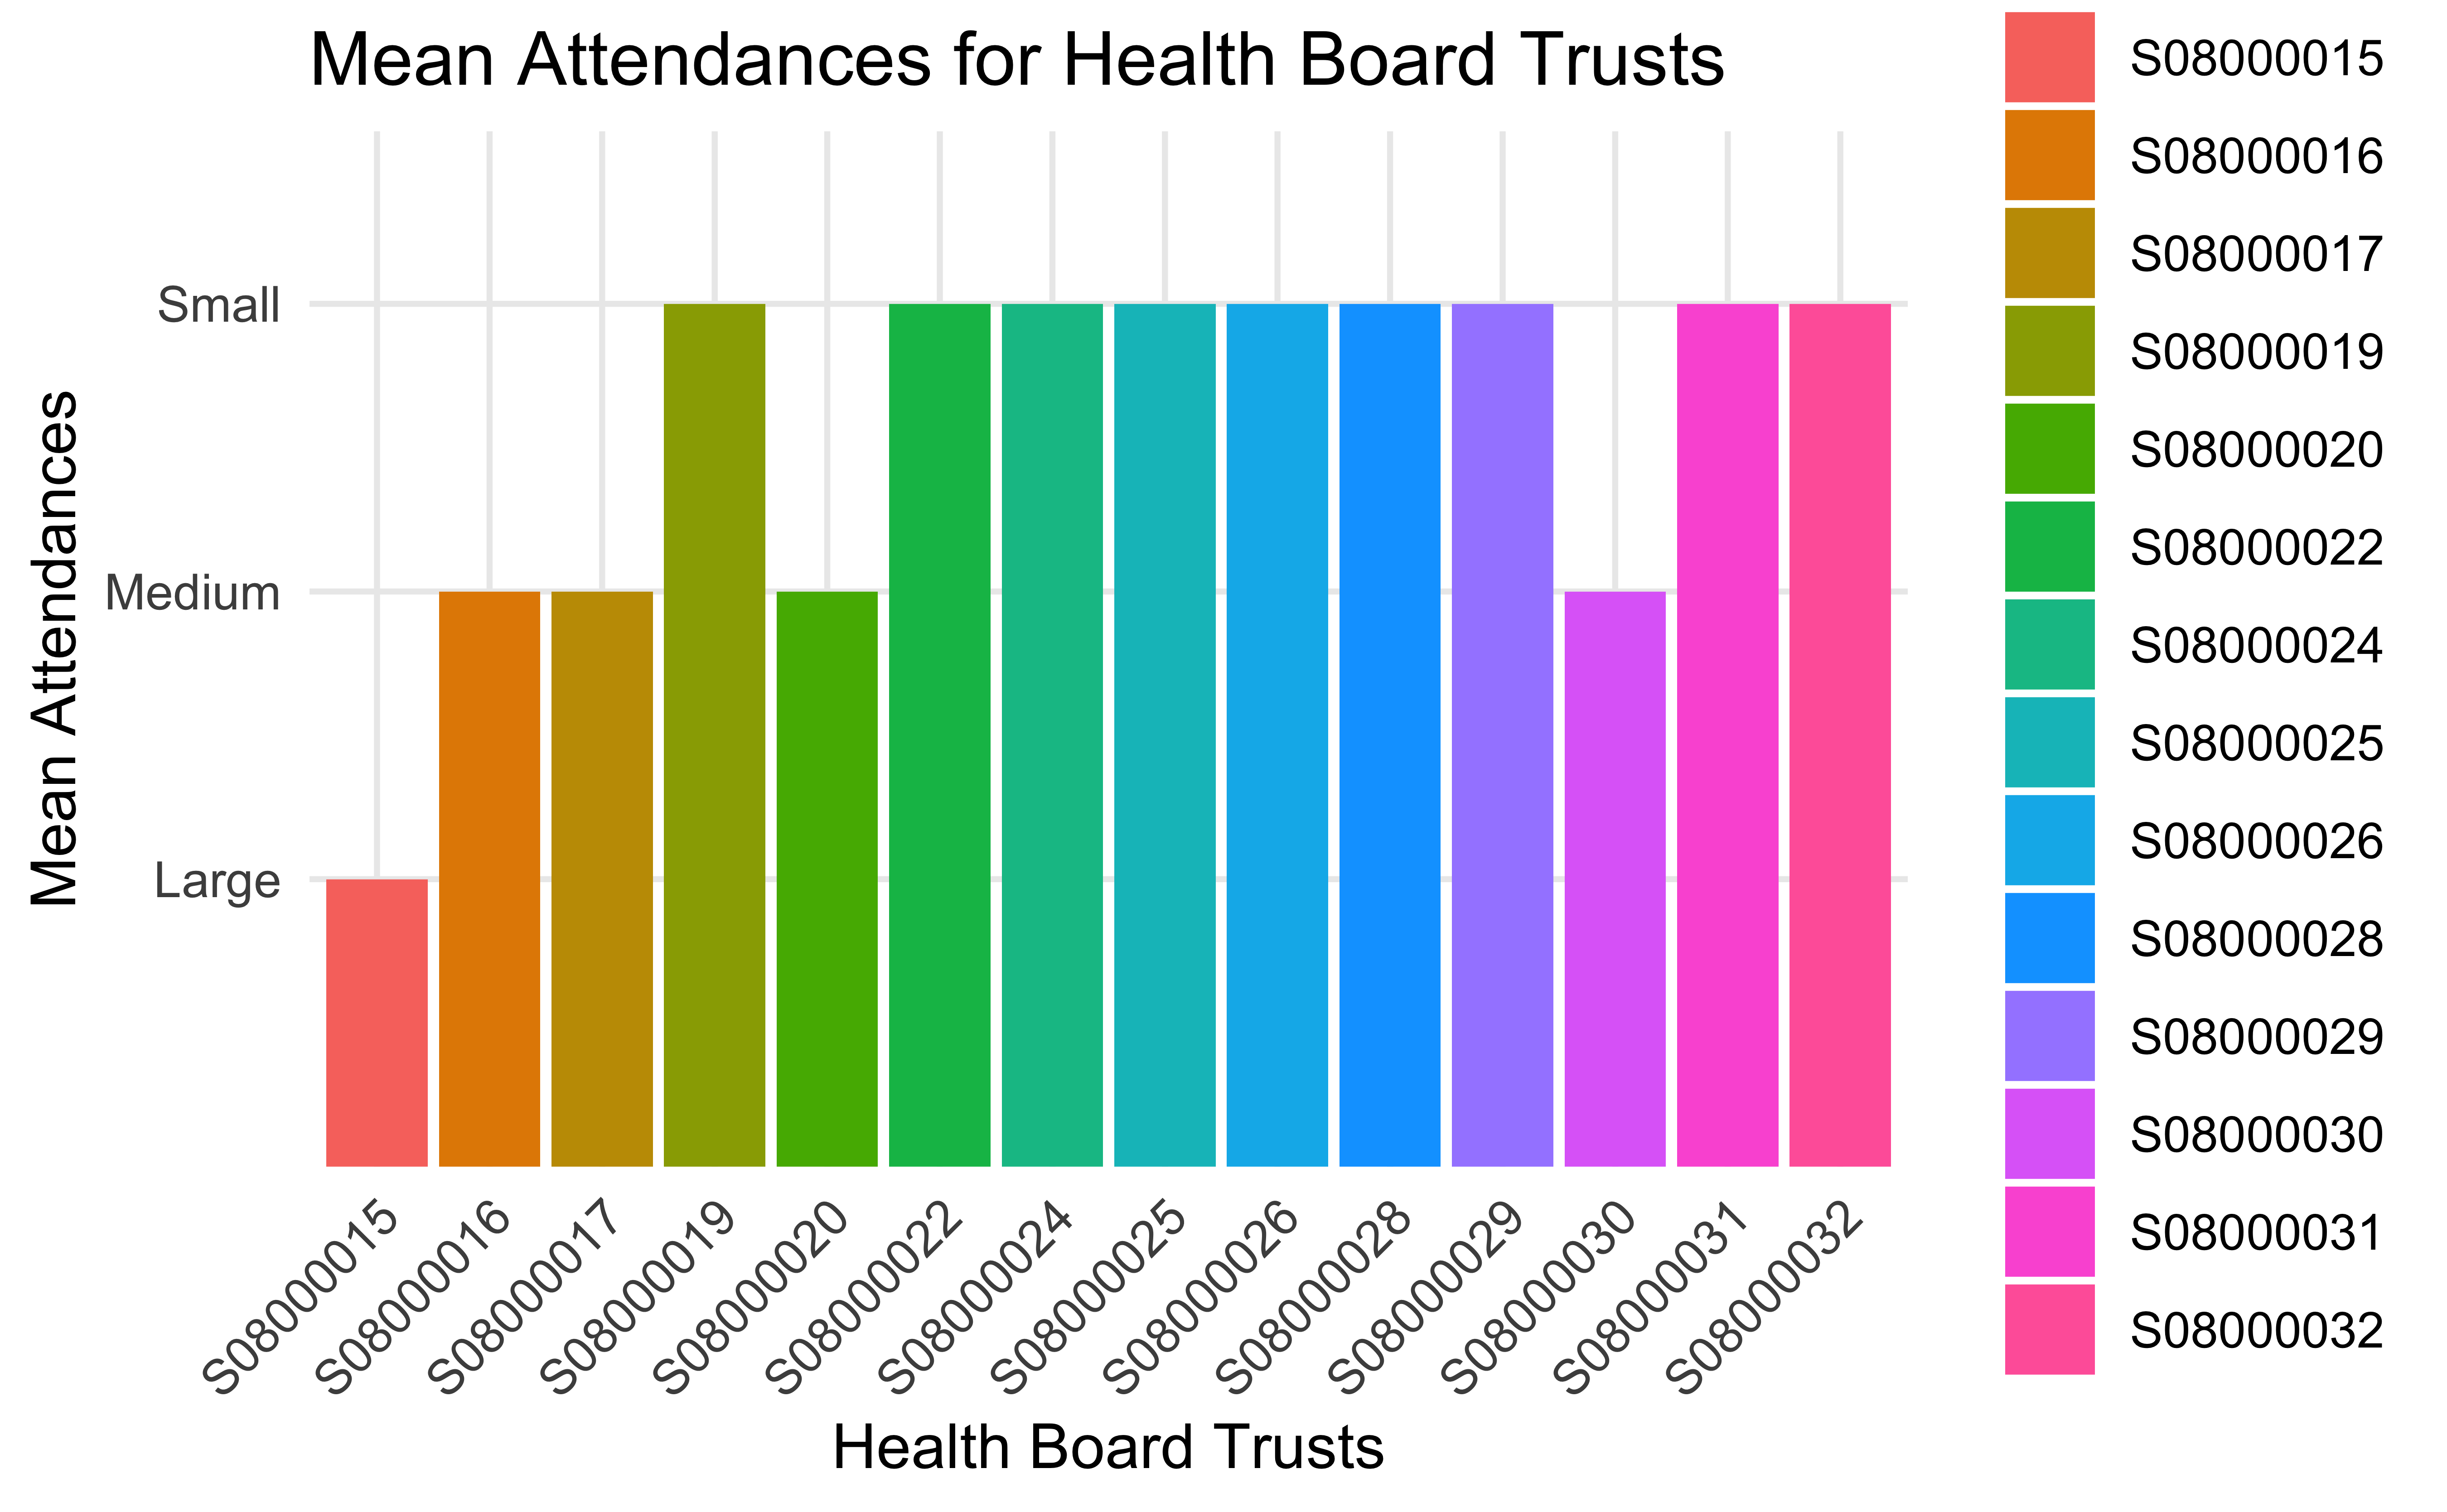 Mean Attendances for Health Board Trusts
Mean Attendances
Small
Medium
Large
S08000015
S08000016
S08000017
S08000019
S08000020
S08000022
S08000024
S08000025
S08000026
S08000028
S08000029
S08000030
S08000031
S08000032
Health Board Trusts
S08000015
S08000016
S08000017
S08000019
S08000020
S08000022
S08000024
S08000025
S08000026
S08000028
S08000029
S08000030
S08000031
S08000032